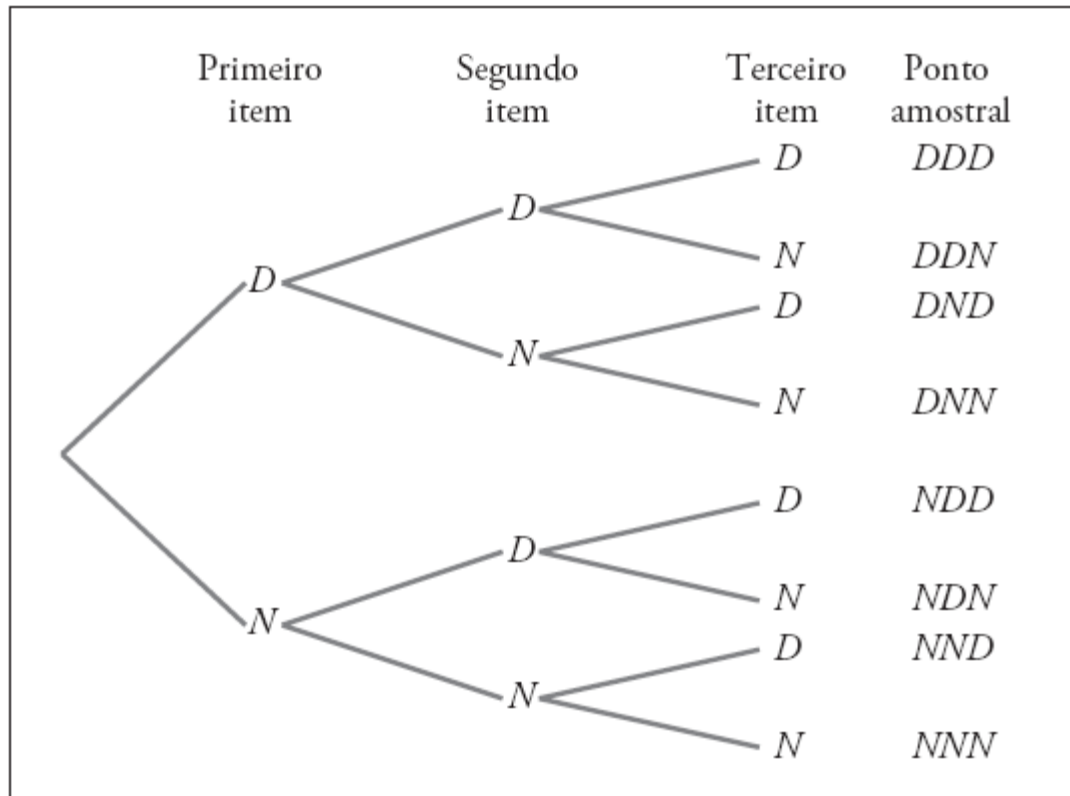 Primeiro Segundo Terceiro Ponto
item item item amostral
D DDD
D
N DDN
D
D DND
N
N DNN
D NDD
D
N NDN
N
D NND
N
N NNN